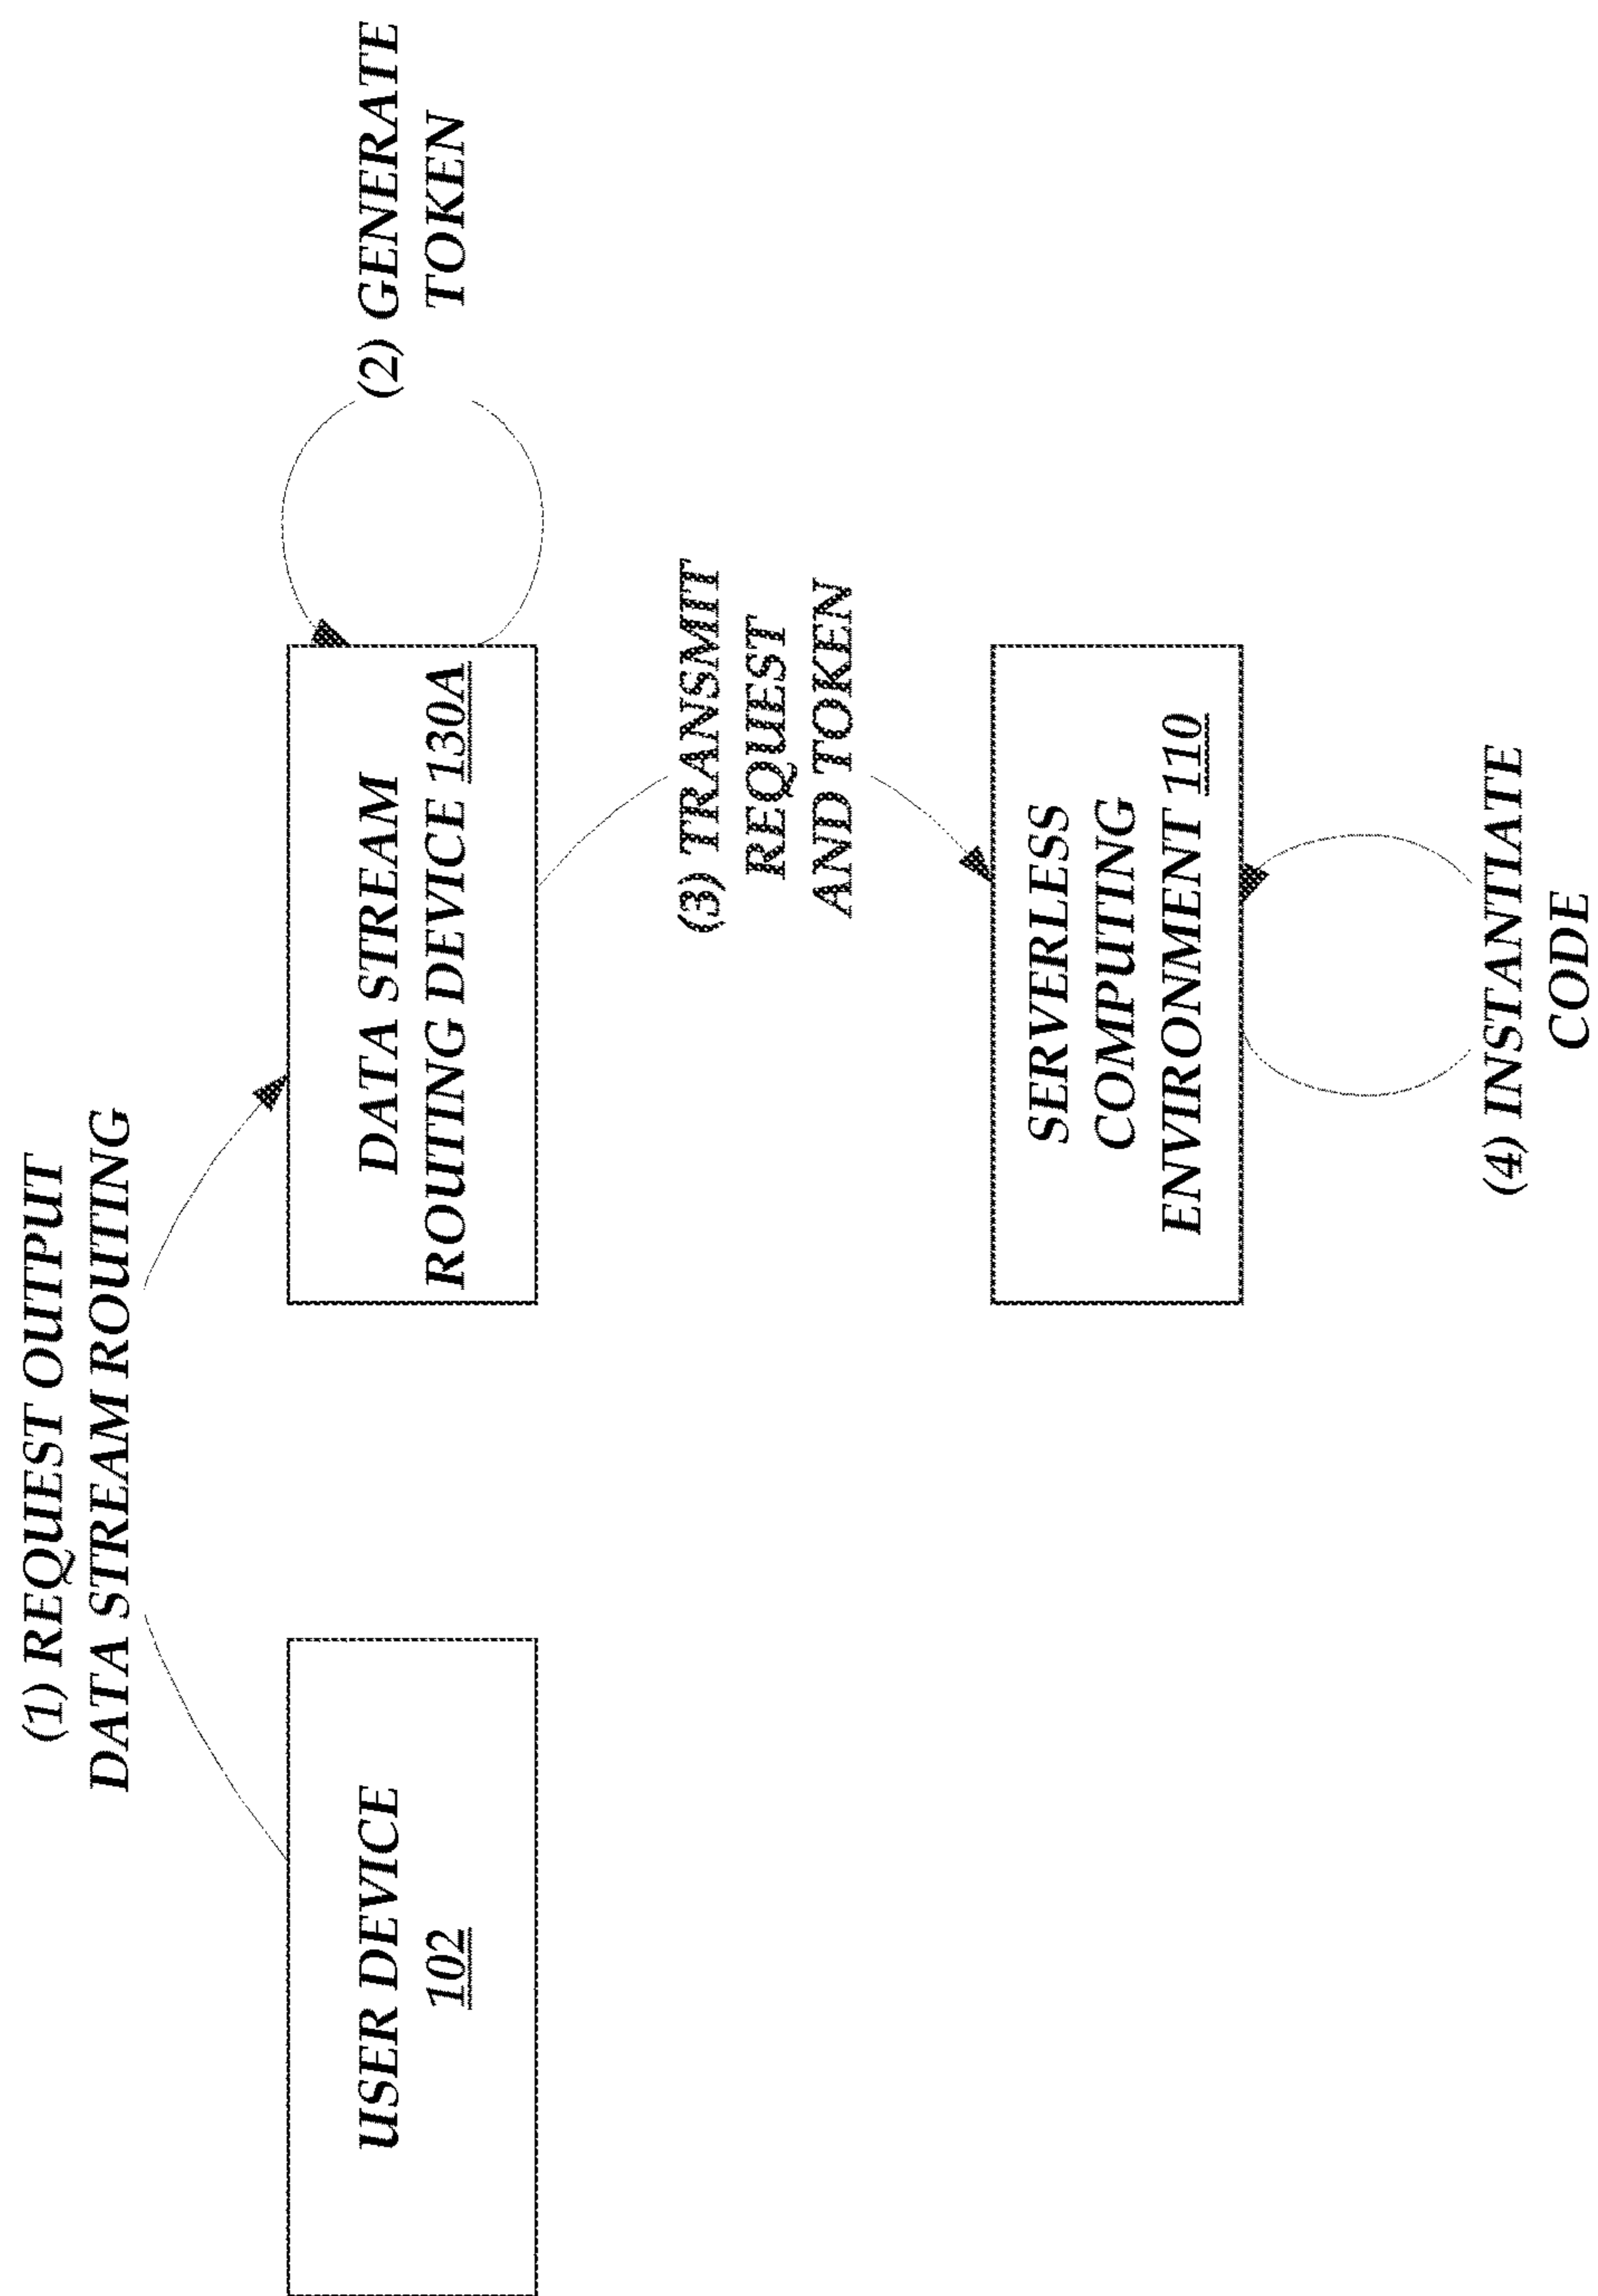 (1) REQUEST OUTPUT
DATA STREAM ROUTING
USER DEVICE
102
DATA STREAM
ROUTING DEVICE 130A
(2) GENERATE
TOKEN
(3) TRANSMIT
REQUEST
AND TOKEN
SERVERLESS
COMPUTING
ENVIRONMENT 110
(4) INSTANTIATE
CODE